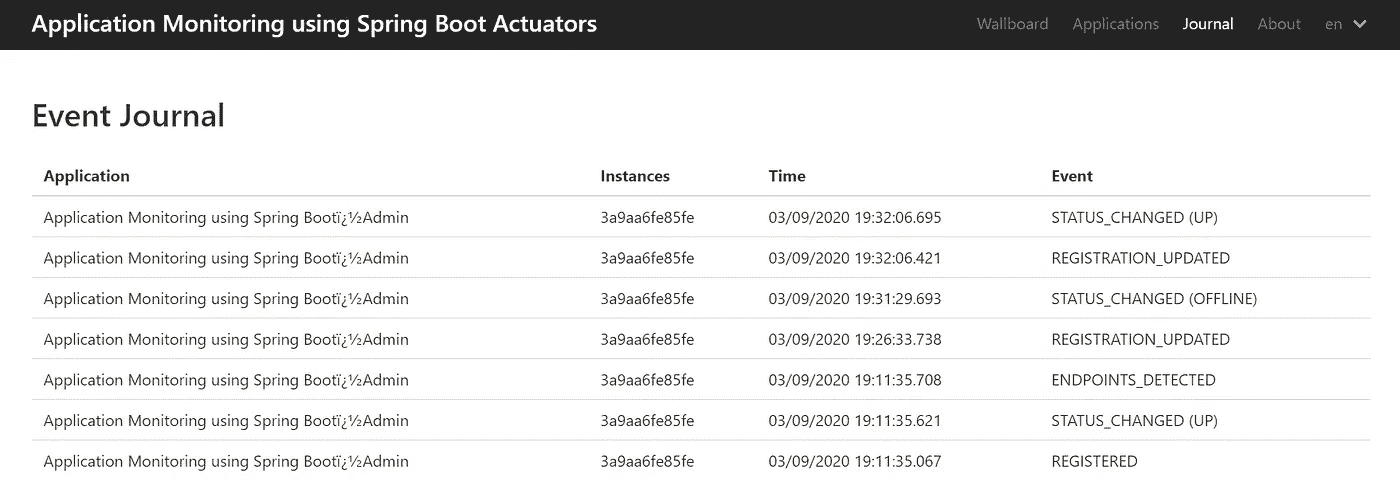 Application Monitoring using Spring Boot Actuators Wallboard Applications Journal About en
Event Journal
Application Instances Time Event
Application Monitoring using Spring Bootï¿½Admin 3a9aa6fe85fe 03/09/2020 19:32:06.695 STATUS_CHANGED (UP)
Application Monitoring using Spring Bootï¿½Admin 3a9aa6fe85fe 03/09/2020 19:32:06.421 REGISTRATION_UPDATED
Application Monitoring using Spring Bootï¿½Admin 3a9aa6fe85fe 03/09/2020 19:31:29.693 STATUS_CHANGED (OFFLINE)
Application Monitoring using Spring Bootï¿½Admin 3a9aa6fe85fe 03/09/2020 19:26:33.738 REGISTRATION_UPDATED
Application Monitoring using Spring Bootï¿½Admin 3a9aa6fe85fe 03/09/2020 19:11:35.708 ENDPOINTS_DETECTED
Application Monitoring using Spring Bootï¿½Admin 3a9aa6fe85fe 03/09/2020 19:11:35.621 STATUS_CHANGED (UP)
Application Monitoring using Spring Bootï¿½Admin 3a9aa6fe85fe 03/09/2020 19:11:35.067 REGISTERED